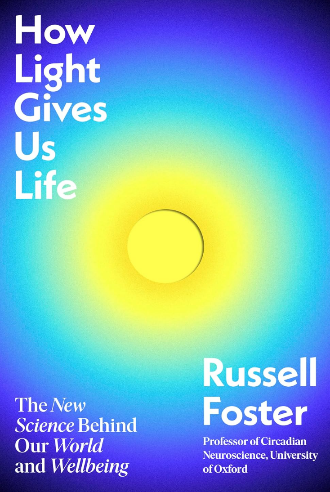 How
Light
Gives
Us
Life
Russell
Foster
Professor of Circadian
Neuroscience, University
of Oxford
The New
Science Behind
Our World
and Wellbeing